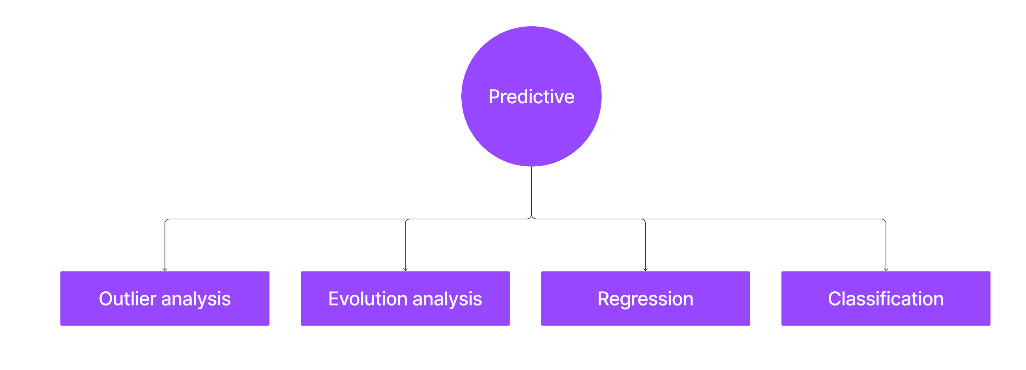 Predictive
Outlier analysis
Evolution analysis
Regression
Classification